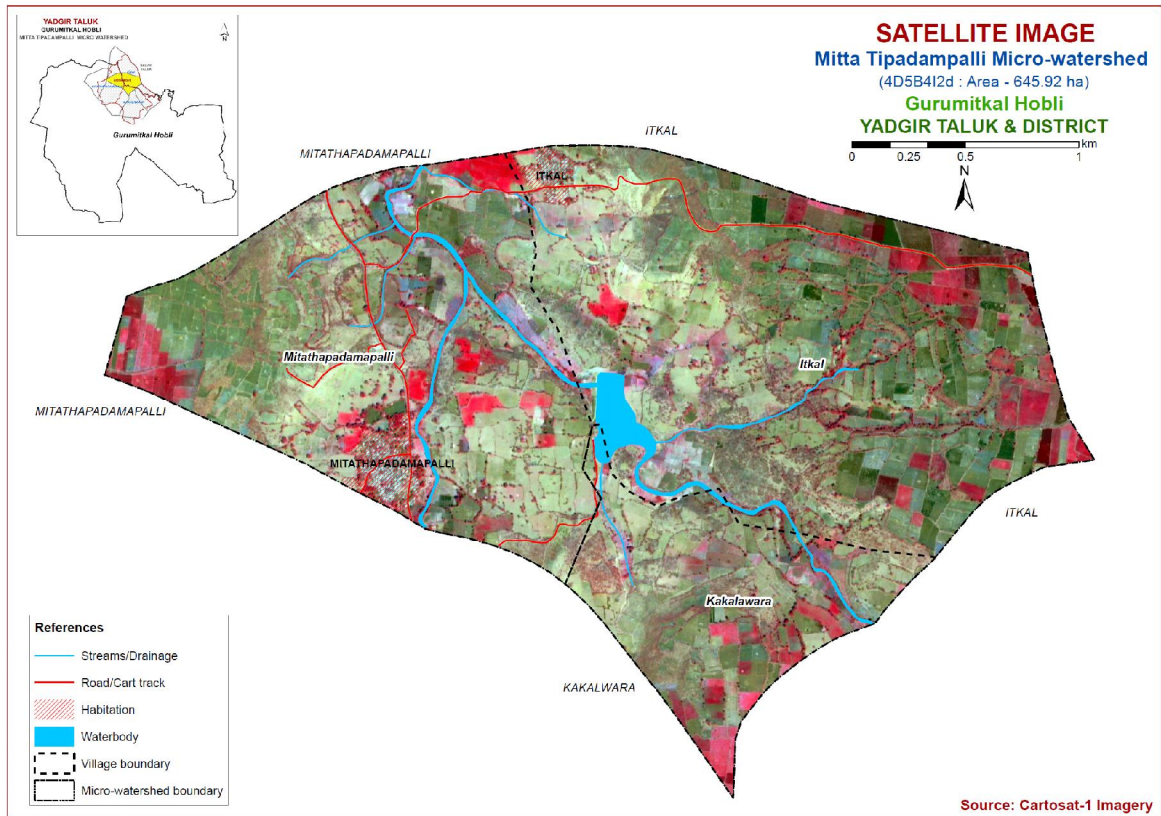 YADGIR TALUK
GURUMITKAL HOBLI
MITTA TIPADAMPALLI MICRO WATERSHED
Gurumitkal Hobli
SATELLITE IMAGE
Mitta Tipadampalli Micro-watershed
(4D5B4I2d : Area - 645.92 ha)
Gurumitkal Hobli
YADGIR TALUK & DISTRICT
0 0.25 0.5 1 km
N
ITKAL
MITATHAPADAMAPALLI
ITKAL
Mitathapadamapalli
Itkal
MITATHAPADAMAPALLI
MITATHAPADAMAPALLI
ITKAL
Kakalawara
KAKALWARA
References
Streams/Drainage
Road/Cart track
Habitation
Waterbody
Village boundary
Micro-watershed boundary
Source: Cartosat-1 Imagery